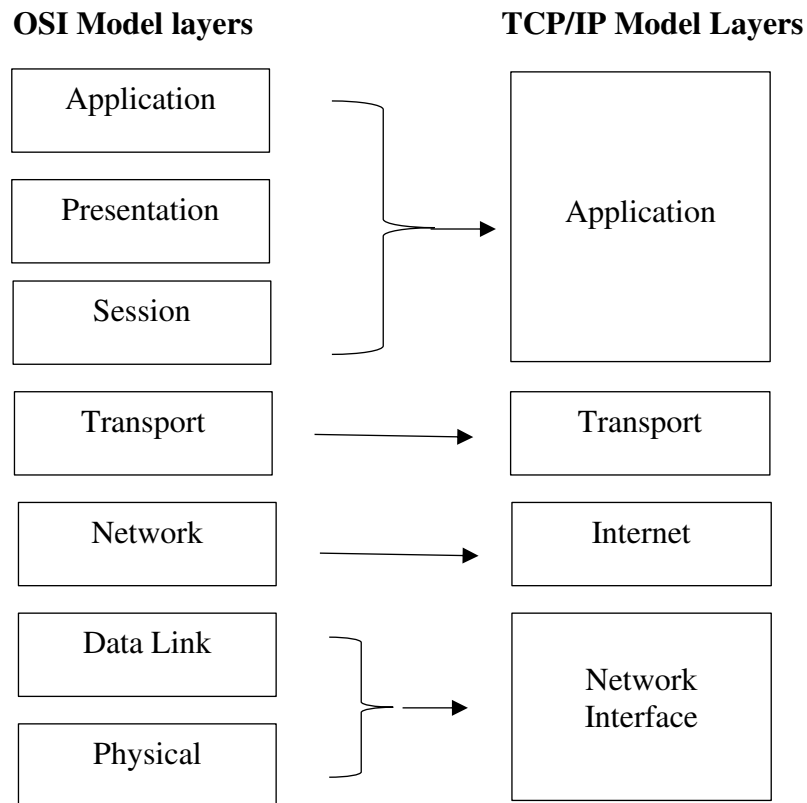 OSI Model layers
TCP/IP Model Layers
Application
Presentation
Session
Transport
Network
Data Link
Physical
Application
Transport
Internet
Network
Interface